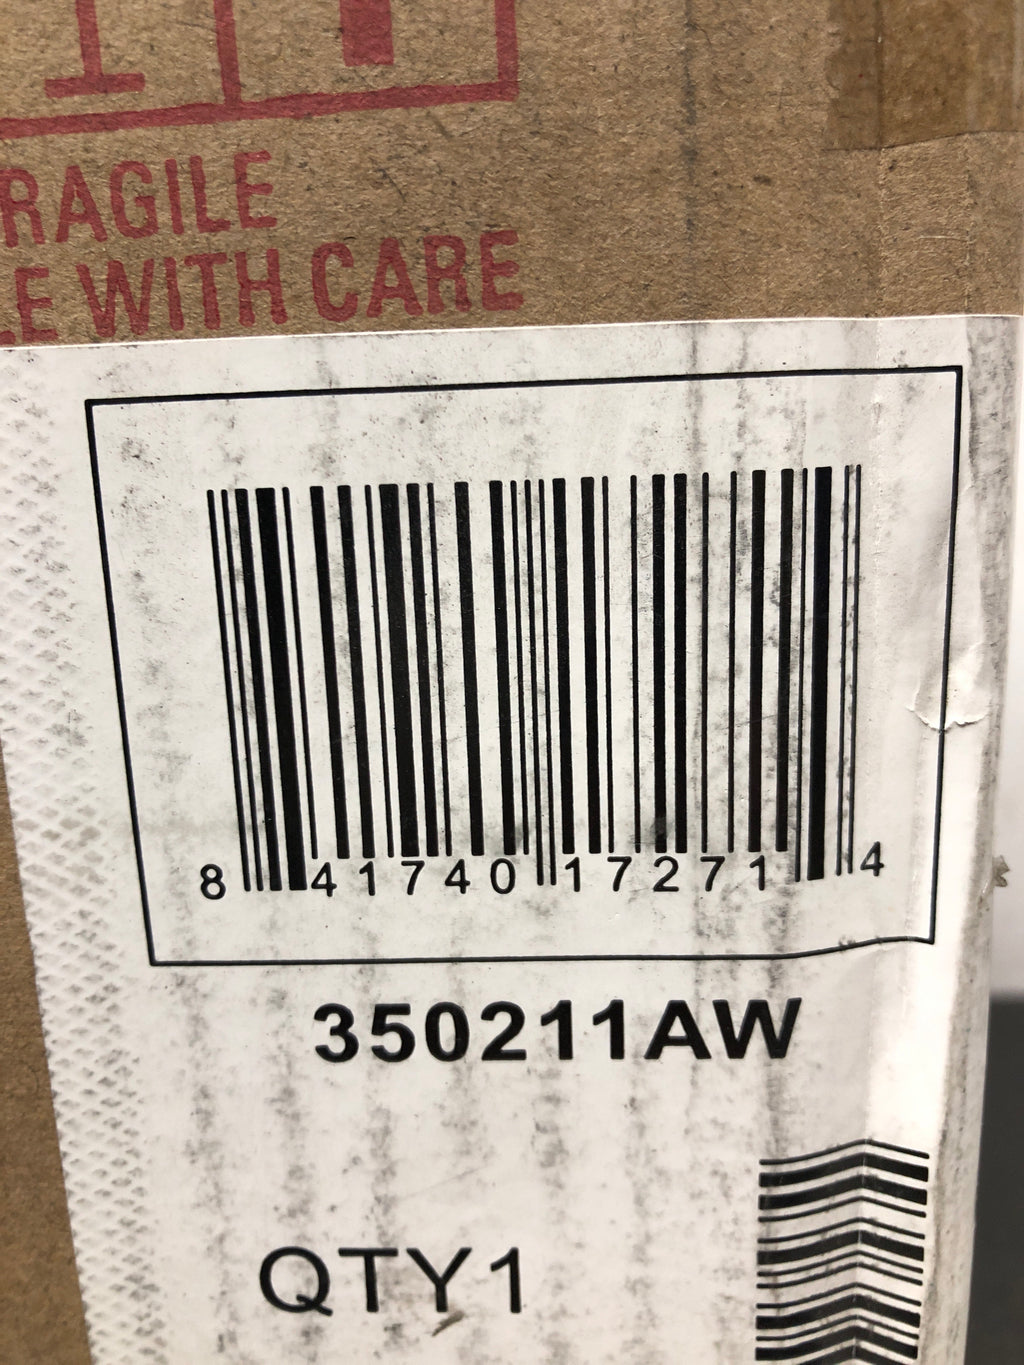 RAGILE
LE WITH CARE
8 41740 17271 4
350211AW
QTY1